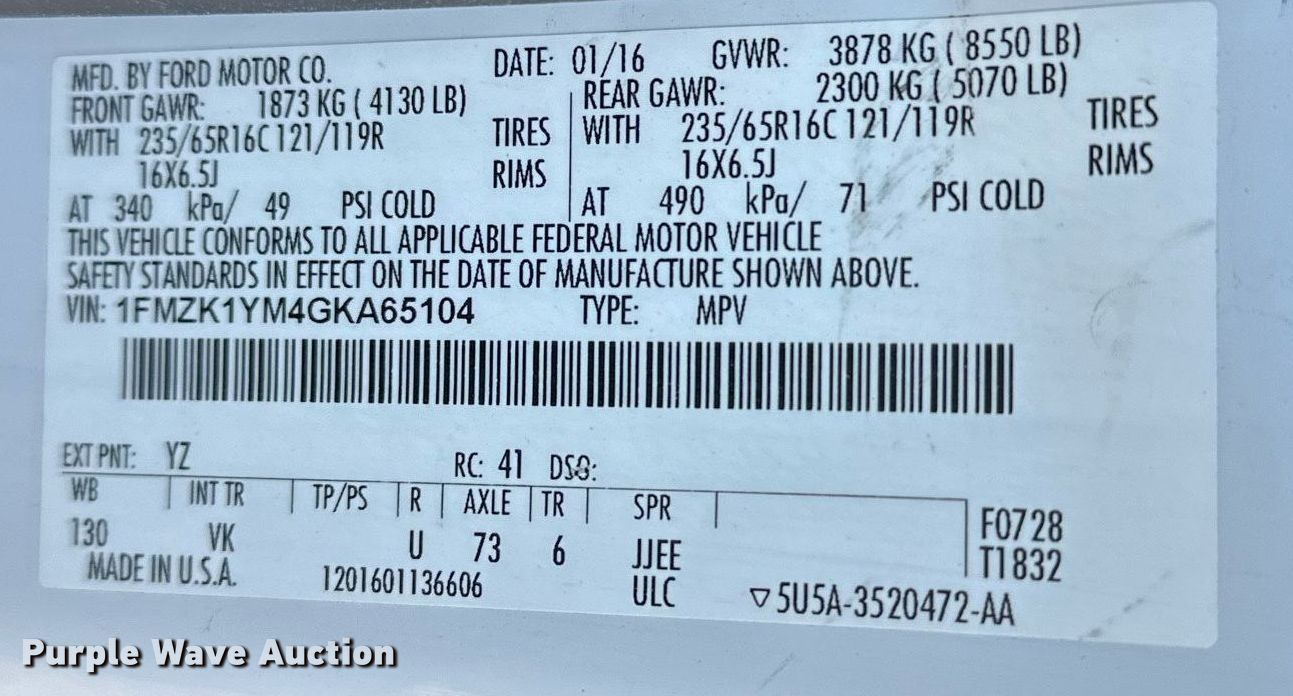 MFD. BY FORD MOTOR CO. DATE: 01/16 GVWR: 3878 KG ( 8550 LB)
FRONT GAWR: 1873 KG ( 4130 LB) REAR GAWR: 2300 KG ( 5070 LB)
WITH 235/65R16C 121/119R TIRES WITH 235/65R16C 121/119R TIRES
16X6.5J RIMS 16X6.5J RIMS
AT 340 kPa/ 49 PSI COLD AT 490 kPa/ 71 PSI COLD
THIS VEHICLE CONFORMS TO ALL APPLICABLE FEDERAL MOTOR VEHICLE
SAFETY STANDARDS IN EFFECT ON THE DATE OF MANUFACTURE SHOWN ABOVE.
VIN: 1FMZK1YM4GKA65104 TYPE: MPV
EXT PNT: YZ RC: 41 DSO:
WB INT TR TP/PS R AXLE TR SPR
130 VK U 73 6 JJEE F0728
T1832
MADE IN U.S.A. 1201601136606 ULC ▽5U5A-3520472-AA
Purple Wave Auction